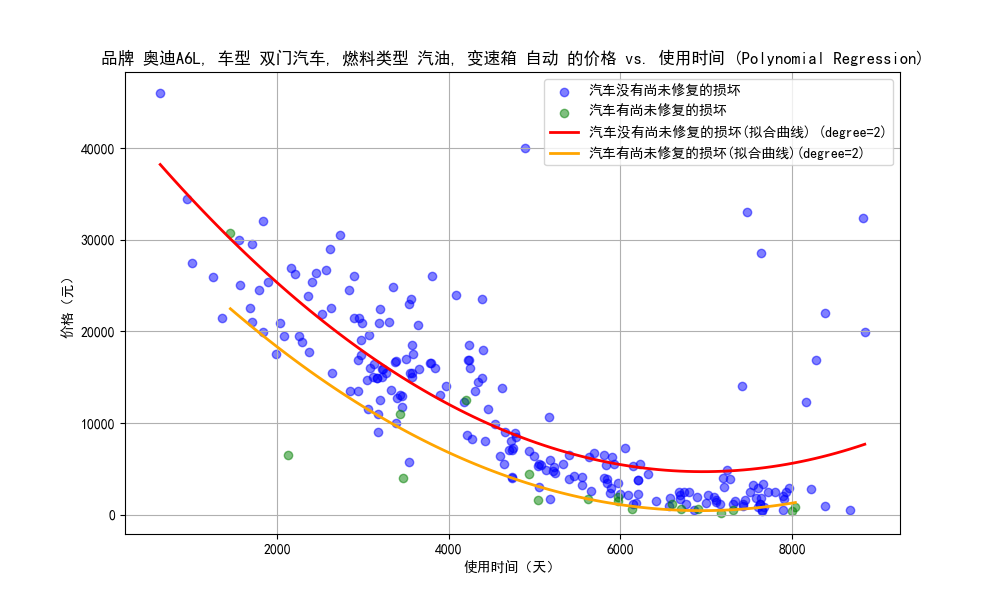 品牌 奥迪A6L, 车型 双门汽车, 燃料类型 汽油, 变速箱 自动 的价格 vs. 使用时间 (Polynomial Regression)
汽车没有尚未修复的损坏
汽车有尚未修复的损坏
汽车没有尚未修复的损坏(拟合曲线) (degree=2)
汽车有尚未修复的损坏(拟合曲线)(degree=2)
价格（元）
40000
30000
20000
10000
0
2000 4000 6000 8000
使用时间（天）